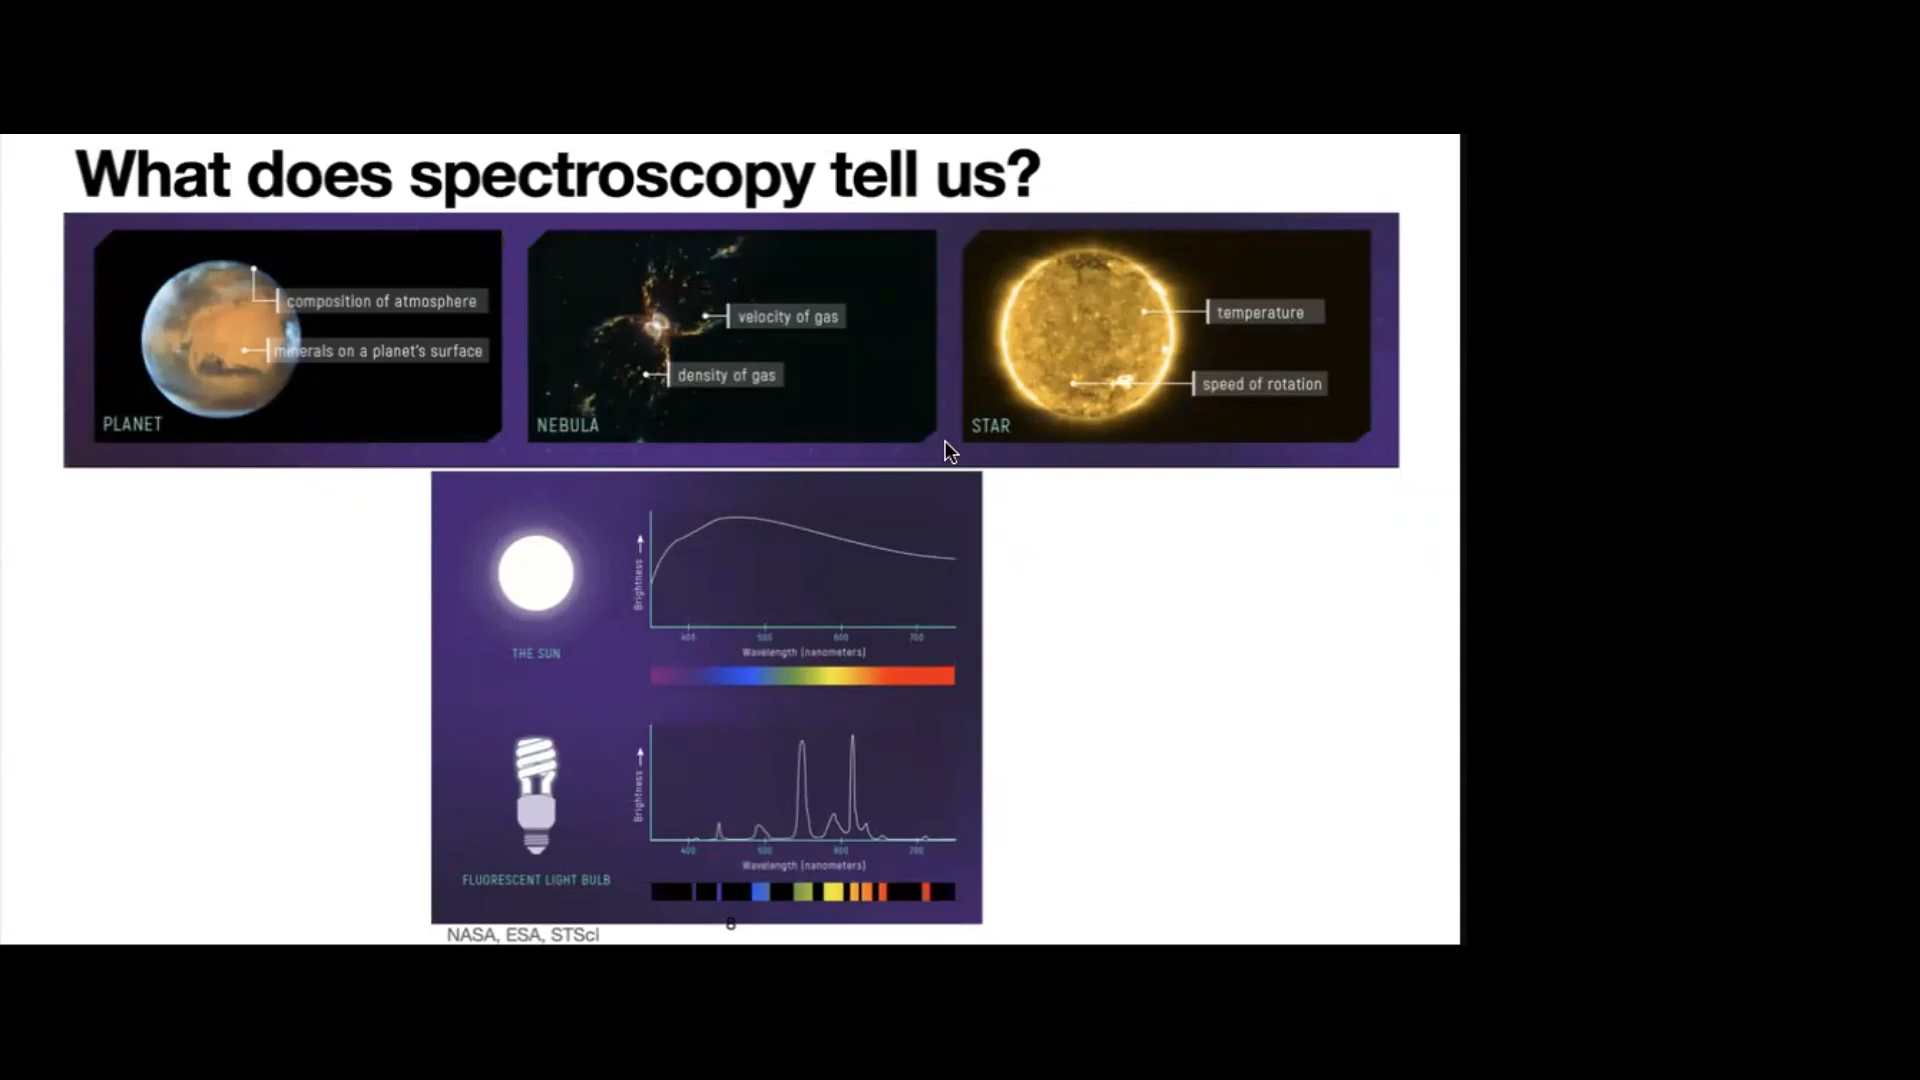 What does spectroscopy tell us?
composition of atmosphere
minerals on a planet's surface
PLANET
velocity of gas
density of gas
NEBULA
temperature
speed of rotation
STAR
Brightness
400 500 600 700
Wavelength (nanometers)
THE SUN
Brightness
400 500 600 700
Wavelength (nanometers)
FLUORESCENT LIGHT BULB
8
NASA, ESA, STScI